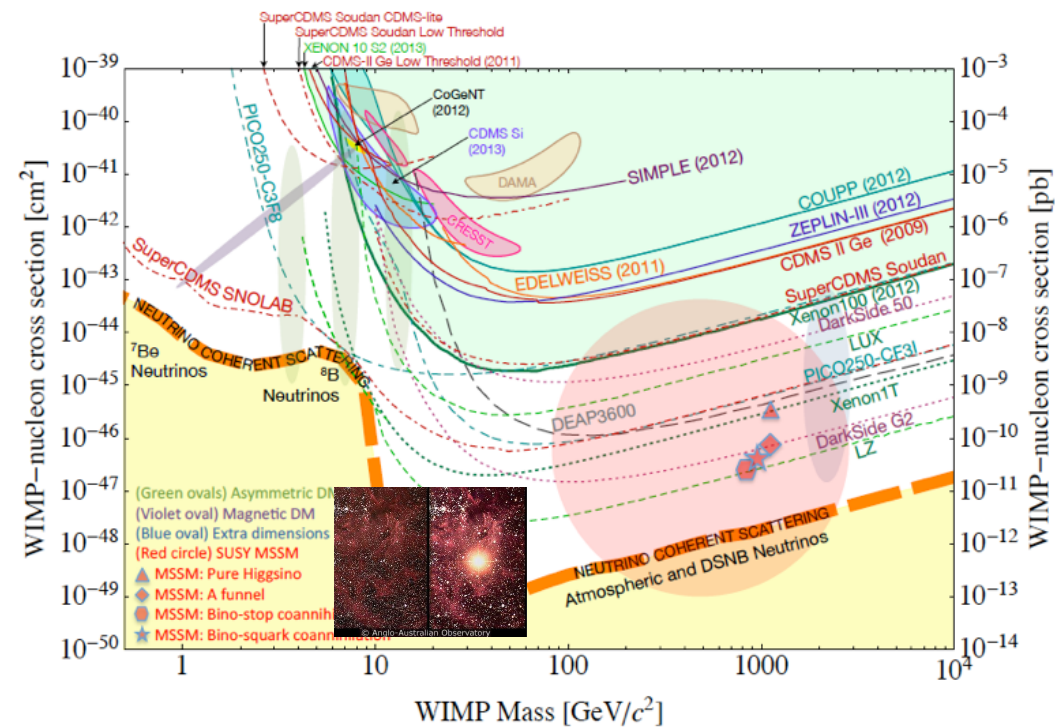 SuperCDMS Soudan CDMS-lite
SuperCDMS Soudan Low Threshold
XENON 10 S2 (2013)
CDMS-II Ge Low Threshold (2011)
10−39
10−40
10−41
10−42
10−43
10−44
10−45
10−46
10−47
10−48
10−49
10−50
WIMP−nucleon cross section [cm2]
10−3
10−4
10−5
10−6
10−7
10−8
10−9
10−10
10−11
10−12
10−13
10−14
WIMP−nucleon cross section [pb]
PICO250-C3F8
CoGeNT
(2012)
CDMS Si
(2013)
DAMA
SIMPLE (2012)
CRESST
COUPP (2012)
ZEPLIN-III (2012)
CDMS II Ge (2009)
EDELWEISS (2011)
SuperCDMS Soudan
Xenon100 (2012)
DarkSide 50
LUX
PICO250-CF3I
Xenon1T
DarkSide G2
LZ
DEAP3600
SuperCDMS SNOLAB
NEUTRINO COHERENT SCATTERING
7Be
Neutrinos
8B
Neutrinos
NEUTRINO COHERENT SCATTERING
Atmospheric and DSNB Neutrinos
(Green ovals) Asymmetric DM
(Violet oval) Magnetic DM
(Blue oval) Extra dimensions
(Red circle) SUSY MSSM
MSSM: Pure Higgsino
MSSM: A funnel
MSSM: Bino-stop
MSSM: Bino-squark
© Anglo-Australian Observatory
1 10 100 1000 104
WIMP Mass [GeV/c2]